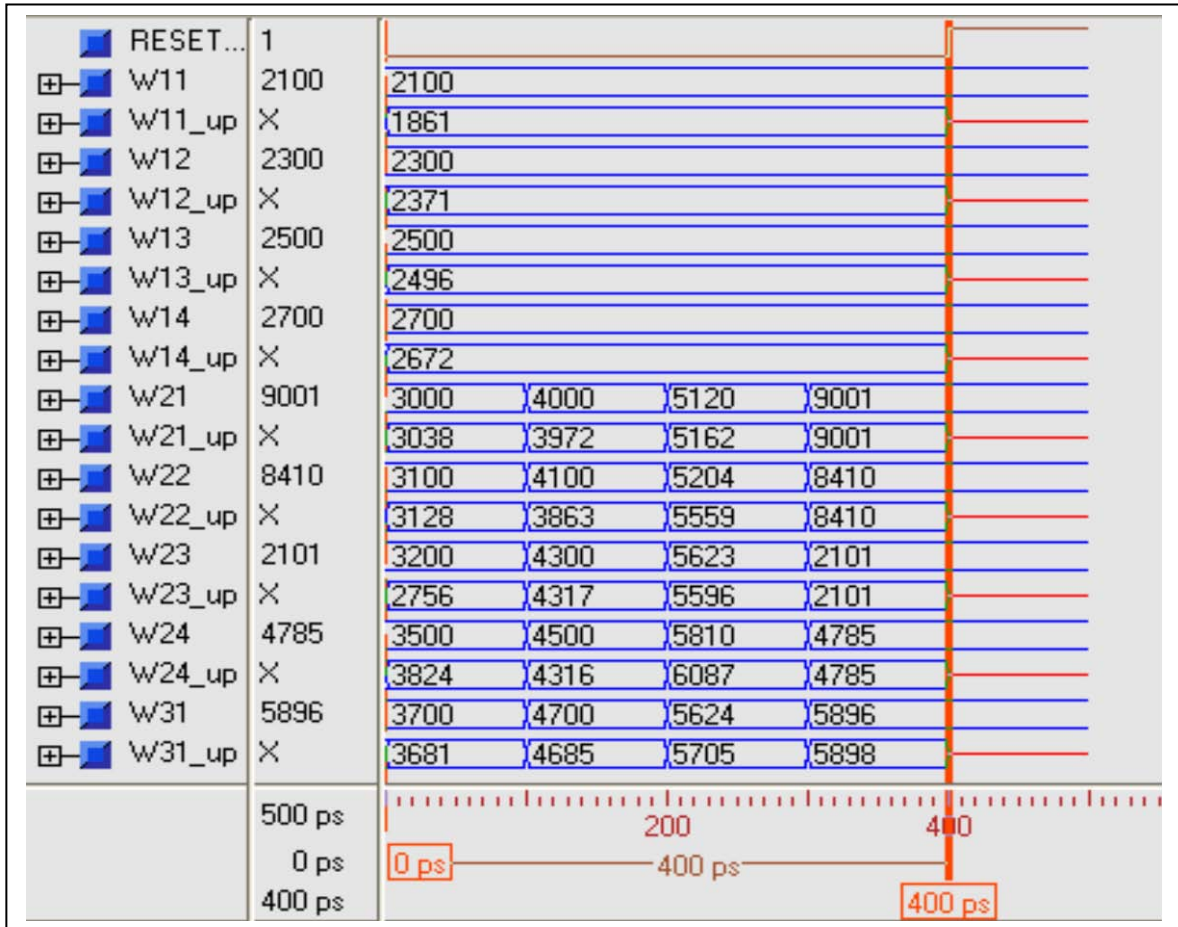 RESET... 1
W11 2100 2100
W11_up X 1861
W12 2300 2300
W12_up X 2371
W13 2500 2500
W13_up X 2496
W14 2700 2700
W14_up X 2672
W21 9001 3000 4000 5120 9001
W21_up X 3038 3972 5162 9001
W22 8410 3100 4100 5204 8410
W22_up X 3128 3863 5559 8410
W23 2101 3200 4300 5623 2101
W23_up X 2756 4317 5596 2101
W24 4785 3500 4500 5810 4785
W24_up X 3824 4316 6087 4785
W31 5896 3700 4700 5624 5896
W31_up X 3681 4685 5705 5898
500 ps 200 400
0 ps 0 ps 400 ps
400 ps 400 ps